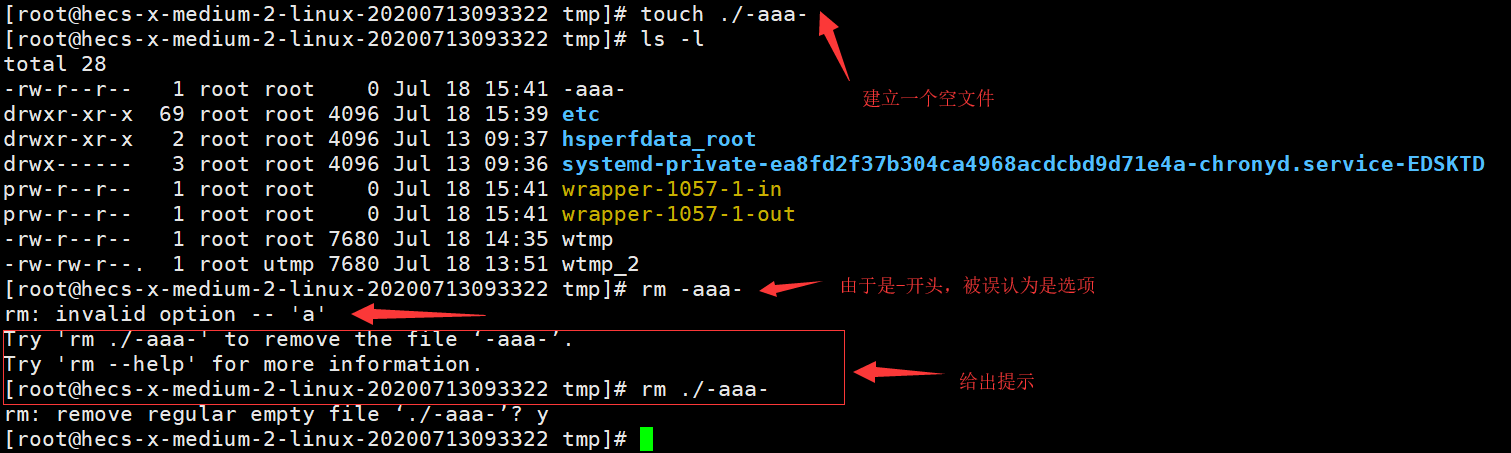 [root@hecs-x-medium-2-linux-20200713093322 tmp]# touch ./-aaa-
[root@hecs-x-medium-2-linux-20200713093322 tmp]# ls -l
total 28
-rw-r--r--   1 root root    0 Jul 18 15:41 -aaa-
建立一个空文件
drwxr-xr-x  69 root root 4096 Jul 18 15:39 etc
drwxr-xr-x   2 root root 4096 Jul 13 09:37 hsperfdata_root
drwx------   3 root root 4096 Jul 13 09:36 systemd-private-ea8fd2f37b304ca4968acdcbd9d71e4a-chronyd.service-EDSKTD
prw-r--r--   1 root root    0 Jul 18 15:41 wrapper-1057-1-in
prw-r--r--   1 root root    0 Jul 18 15:41 wrapper-1057-1-out
-rw-r--r--   1 root root 7680 Jul 18 14:35 wtmp
-rw-rw-r--.  1 root utmp 7680 Jul 18 13:51 wtmp_2
[root@hecs-x-medium-2-linux-20200713093322 tmp]# rm -aaa-
由于是-开头，被误认为是选项
rm: invalid option -- 'a'
Try 'rm ./-aaa-' to remove the file ‘-aaa-’.
Try 'rm --help' for more information.
[root@hecs-x-medium-2-linux-20200713093322 tmp]# rm ./-aaa-
给出提示
rm: remove regular empty file ‘./-aaa-’? y
[root@hecs-x-medium-2-linux-20200713093322 tmp]#